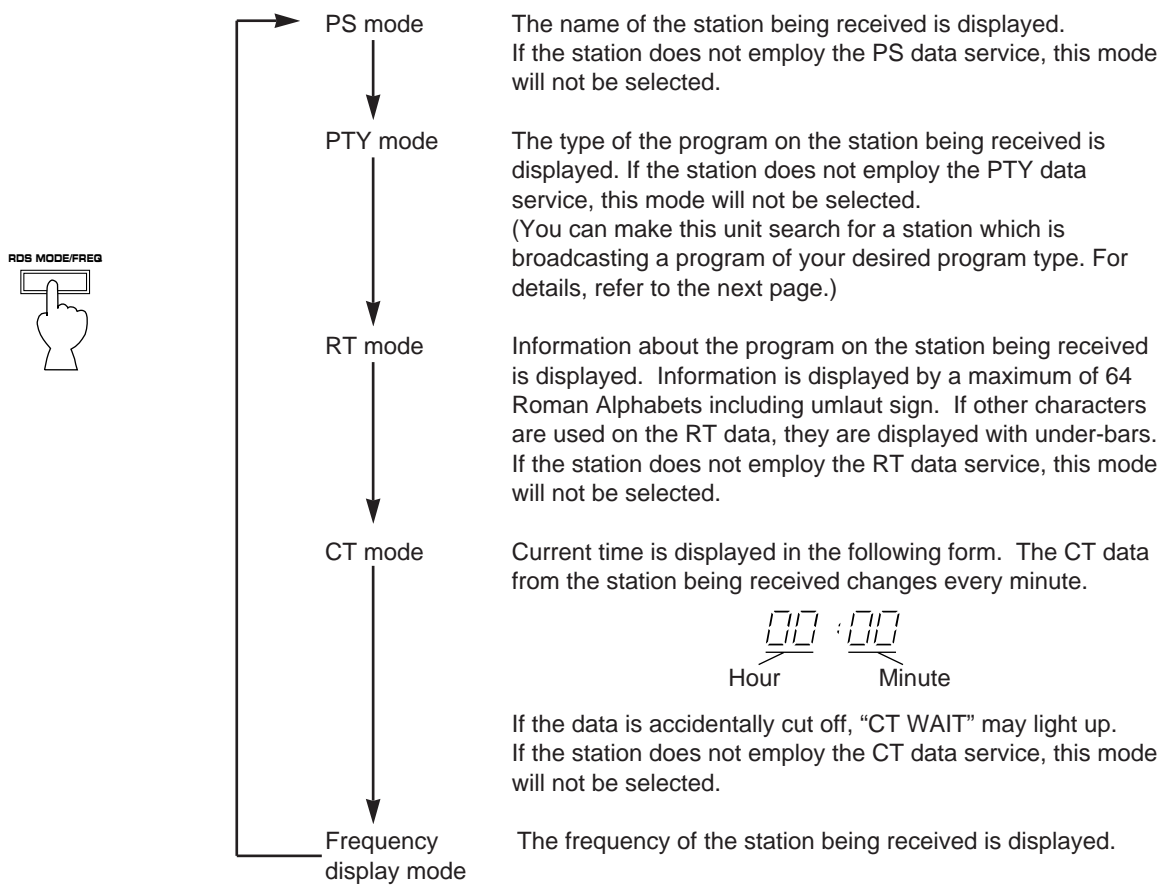 PS mode
The name of the station being received is displayed.
If the station does not employ the PS data service, this mode
will not be selected.
PTY mode
The type of the program on the station being received is
displayed. If the station does not employ the PTY data
service, this mode will not be selected.
(You can make this unit search for a station which is
broadcasting a program of your desired program type. For
details, refer to the next page.)
RDS MODE/FREQ
RT mode
Information about the program on the station being received
is displayed. Information is displayed by a maximum of 64
Roman Alphabets including umlaut sign. If other characters
are used on the RT data, they are displayed with under-bars.
If the station does not employ the RT data service, this mode
will not be selected.
CT mode
Current time is displayed in the following form. The CT data
from the station being received changes every minute.
00 : 00
Hour Minute
If the data is accidentally cut off, “CT WAIT” may light up.
If the station does not employ the CT data service, this mode
will not be selected.
Frequency
display mode
The frequency of the station being received is displayed.